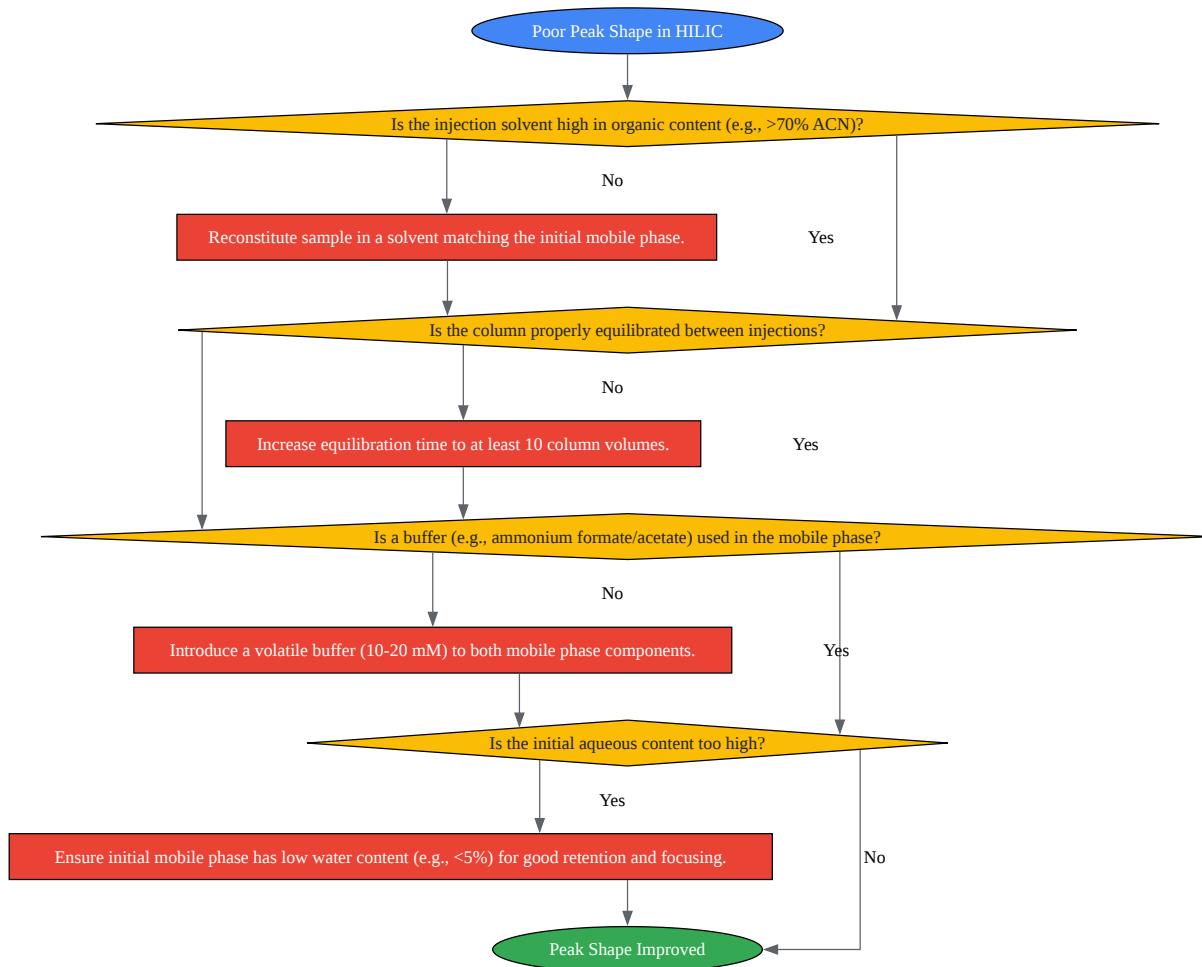 Poor Peak Shape in HILIC
Is the injection solvent high in organic content (e.g., >70% ACN)?
No
Reconstitute sample in a solvent matching the initial mobile phase.
Yes
Is the column properly equilibrated between injections?
No
Increase equilibration time to at least 10 column volumes.
Yes
Is a buffer (e.g., ammonium formate/acetate) used in the mobile phase?
No
Introduce a volatile buffer (10-20 mM) to both mobile phase components.
Yes
Is the initial aqueous content too high?
Yes
Ensure initial mobile phase has low water content (e.g., <5%) for good retention and focusing.
No
Peak Shape Improved